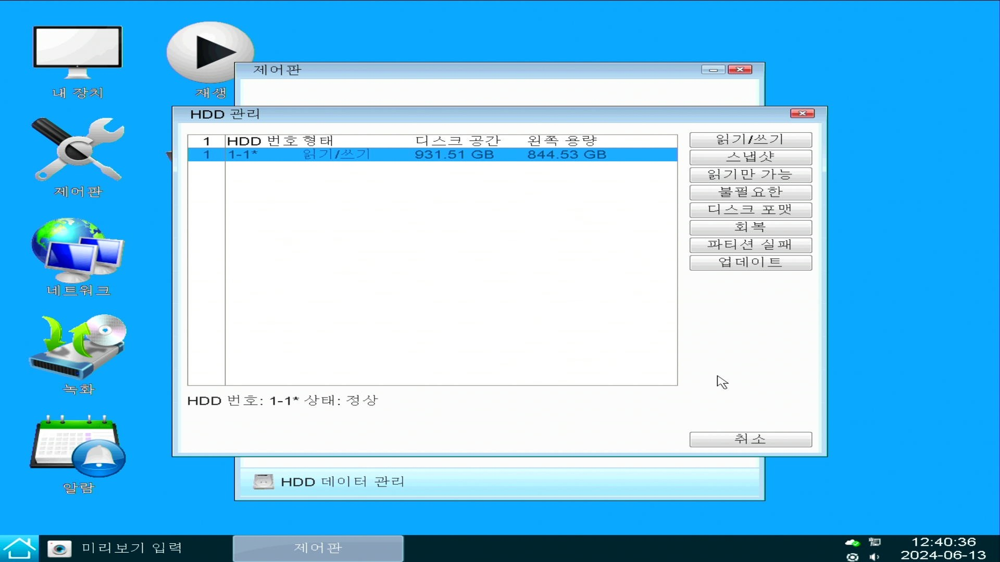 내 장치
재생
제어판
네트워크
녹화
알람
제어판
HDD 관리
1 HDD 번호 형태 디스크 공간 왼쪽 용량
1 1-1* 읽기/쓰기 931.51 GB 844.53 GB
읽기/쓰기
스냅샷
읽기만 가능
불필요한
디스크 포맷
회복
파티션 실패
업데이트
HDD 번호: 1-1* 상태: 정상
취소
HDD 데이터 관리
미리보기 입력
제어판
12:40:36
2024-06-13